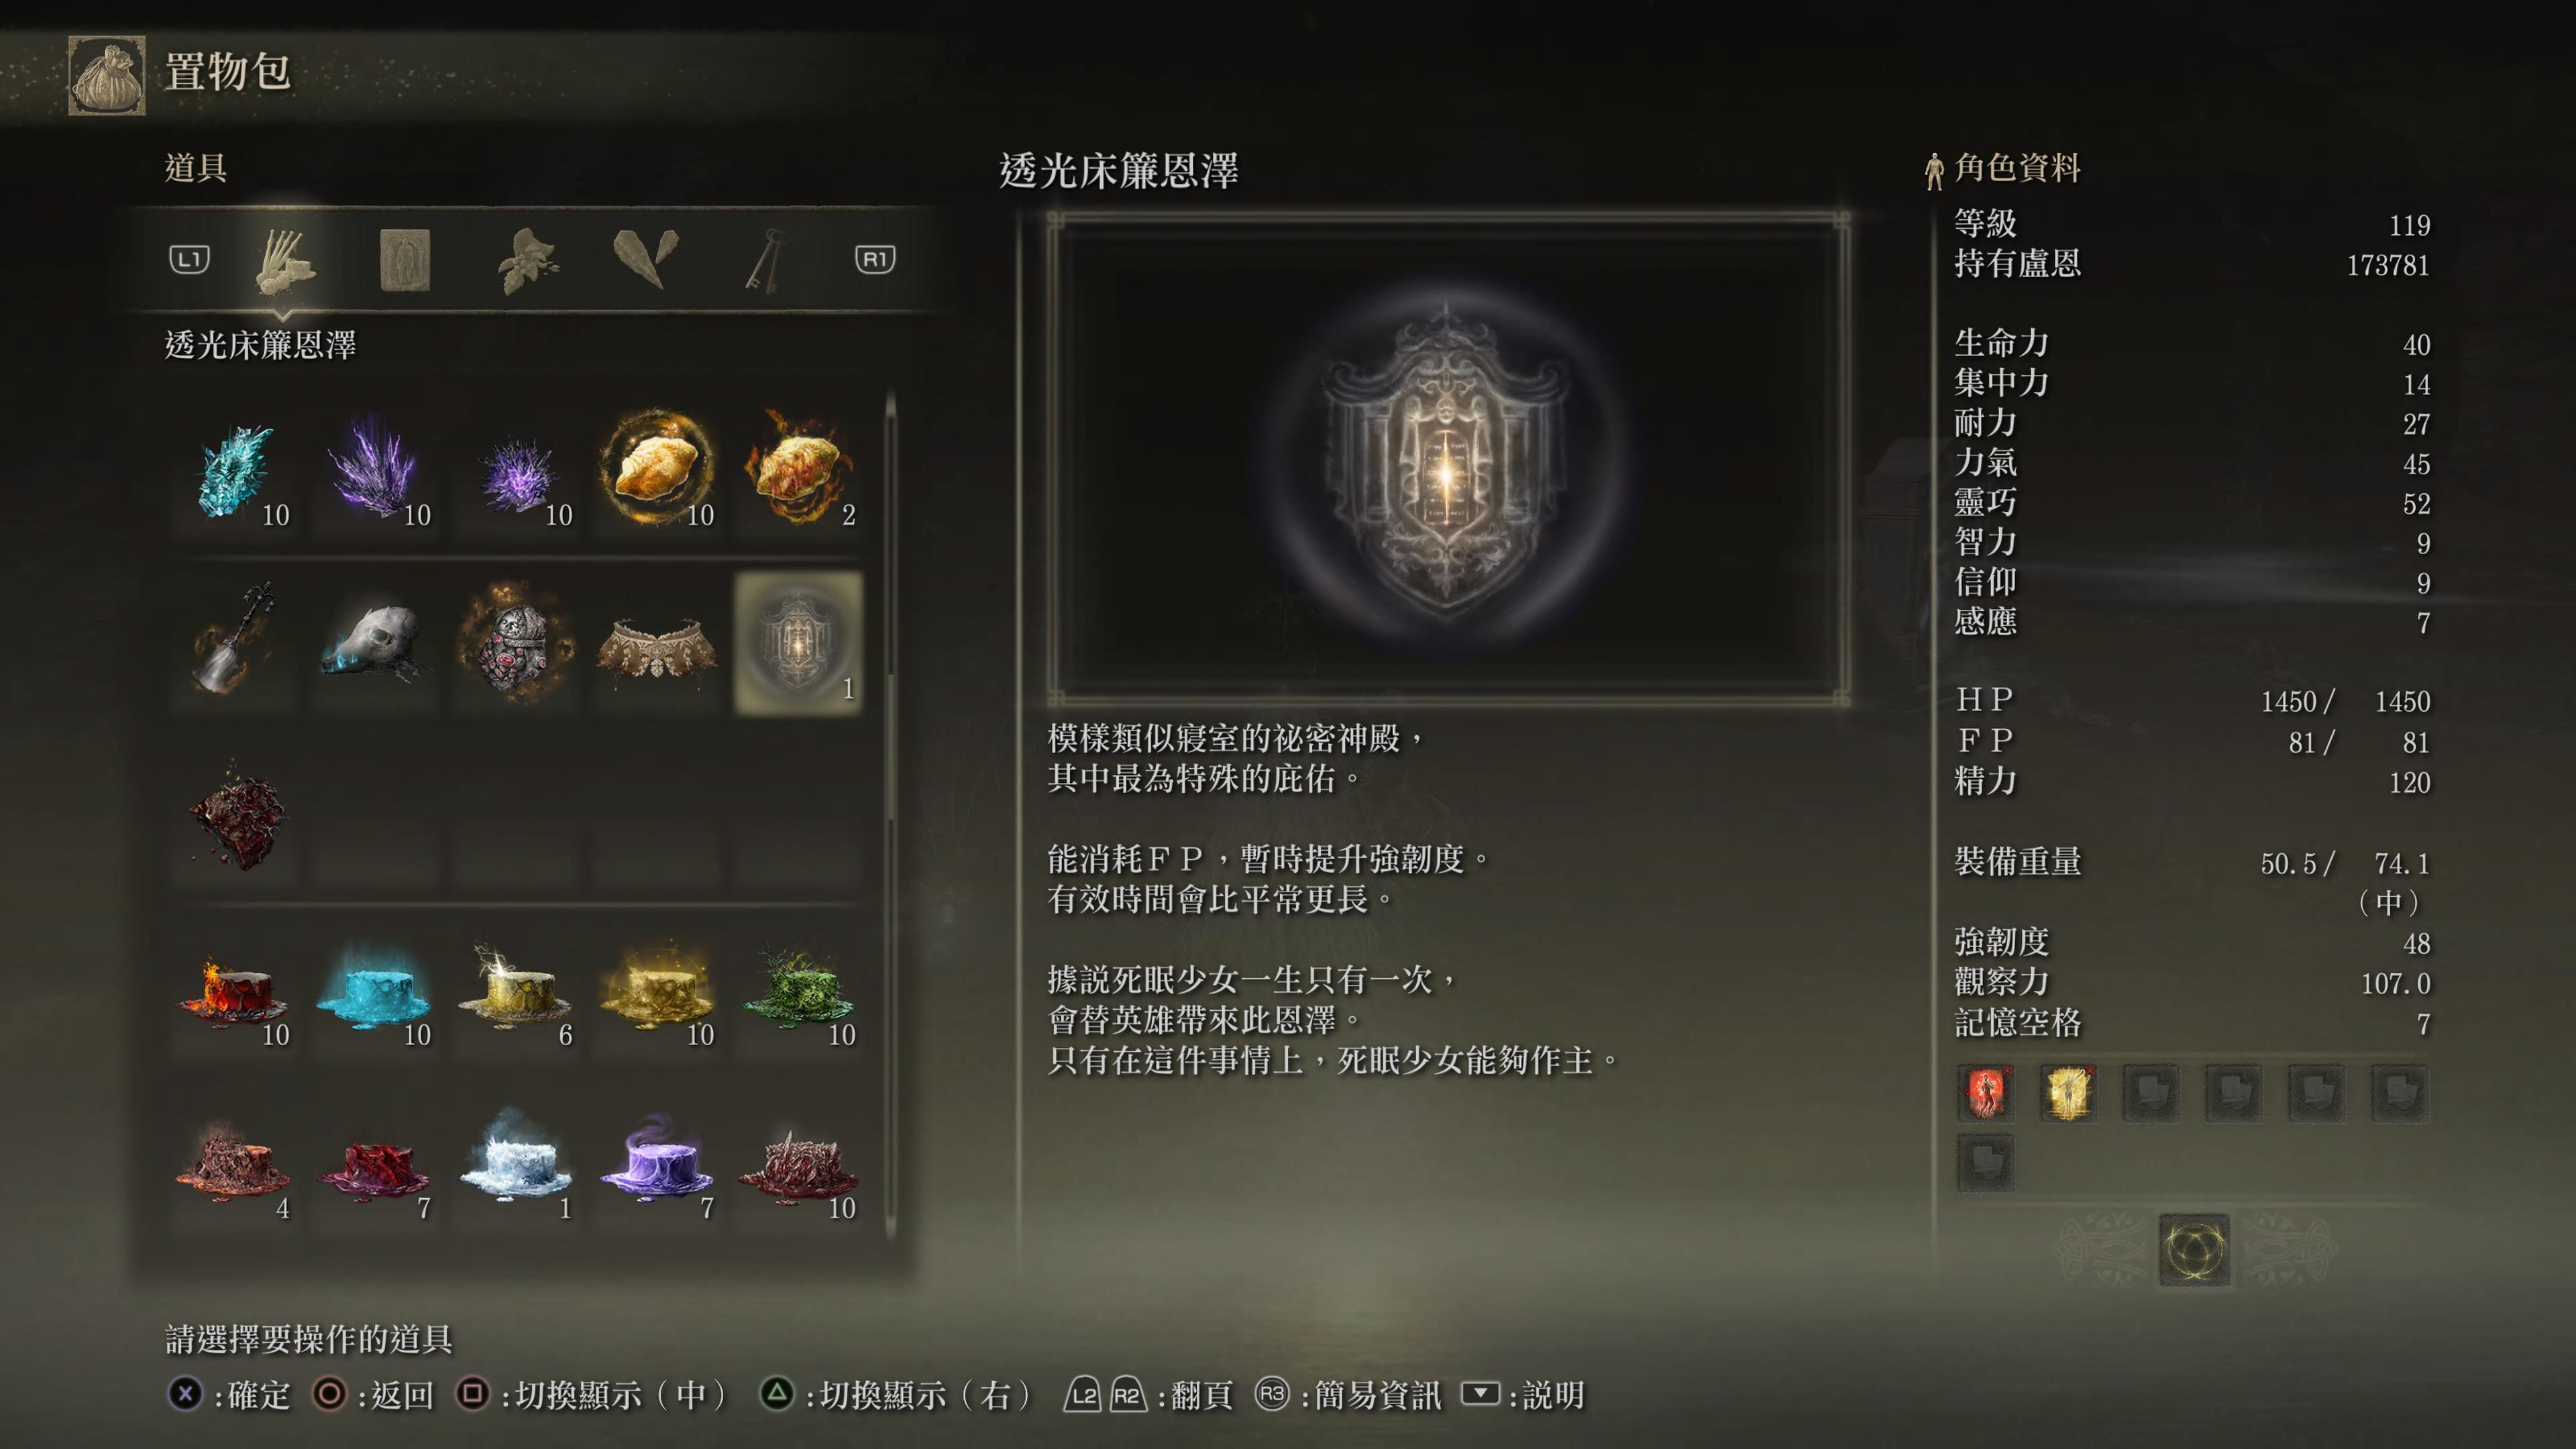 置物包
道具
L1
R1
透光床簾恩澤
10
10
10
10
2
1
10
10
6
10
10
4
7
1
7
10
透光床簾恩澤
模樣類似寢室的祕密神殿，
其中最為特殊的庇佑。
能消耗ＦＰ，暫時提升強韌度。
有效時間會比平常更長。
據説死眠少女一生只有一次，
會替英雄帶來此恩澤。
只有在這件事情上，死眠少女能夠作主。
角色資料
等級 119
持有盧恩 173781
生命力 40
集中力 14
耐力 27
力氣 45
靈巧 52
智力 9
信仰 9
感應 7
ＨＰ 1450/ 1450
ＦＰ 81/ 81
精力 120
裝備重量 50.5/ 74.1
（中）
強韌度 48
觀察力 107.0
記憶空格 7
請選擇要操作的道具
:確定 :返回 :切換顯示（中） :切換顯示（右） L2 R2 :翻頁 R3 :簡易資訊 :説明